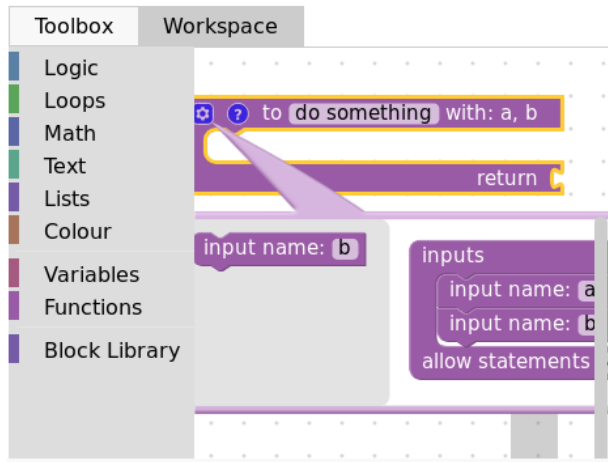 Toolbox Workspace
Logic
Loops
Math
Text
Lists
Colour
Variables
Functions
Block Library
? to do something with: a, b
return
input name: b
inputs
input name: a
input name: b
allow statements